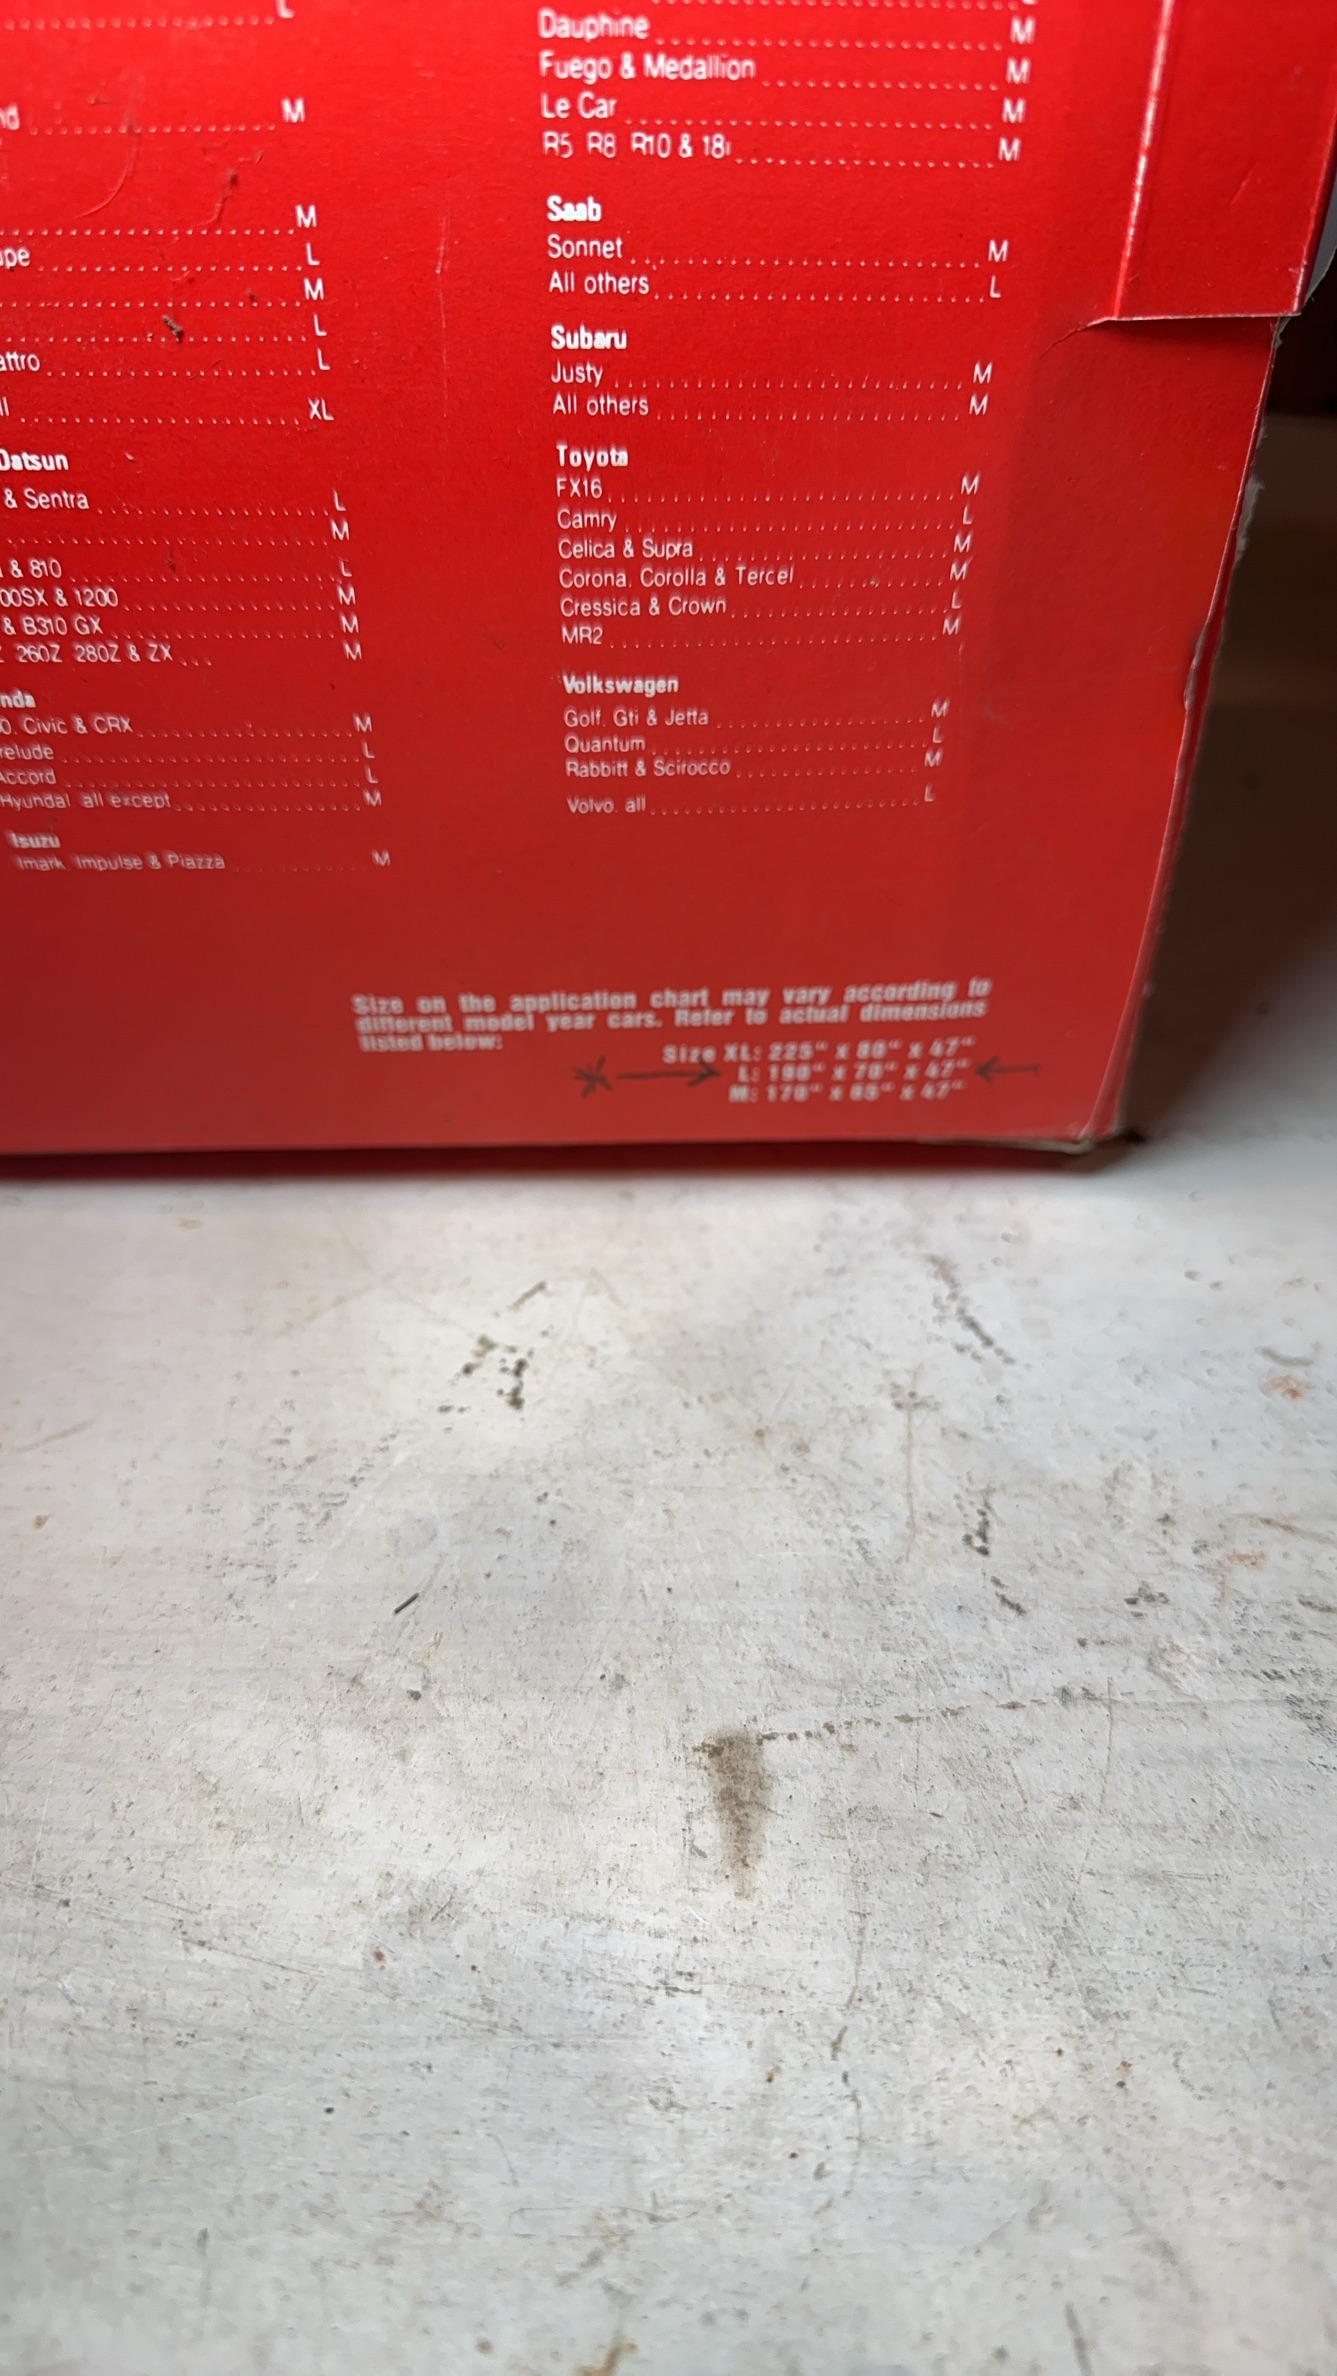 L
M
M
L
M
L
L
XL
Datsun
& Sentra L
M
& 810 L
00SX & 1200 M
& B310 GX M
260Z 280Z & ZX M
nda
Civic & CRX M
relude L
Accord L
Hyundai all except M
Isuzu
Imark, Impulse & Piazza M
L
Dauphine M
Fuego & Medallion M
Le Car M
R5 R8 R10 & 18i M
Saab
Sonnet M
All others L
Subaru
Justy M
All others M
Toyota
FX16 M
Camry L
Celica & Supra M
Corona, Corolla & Tercel M
Cressica & Crown L
MR2 M
Volkswagen
Golf, Gti & Jetta M
Quantum L
Rabbitt & Scirocco M
Volvo, all L
Size on the application chart may vary according to
different model year cars. Refer to actual dimensions
listed below:
Size XL: 225" x 80" x 47"
L: 190" x 70" x 47"
M: 170" x 65" x 47"